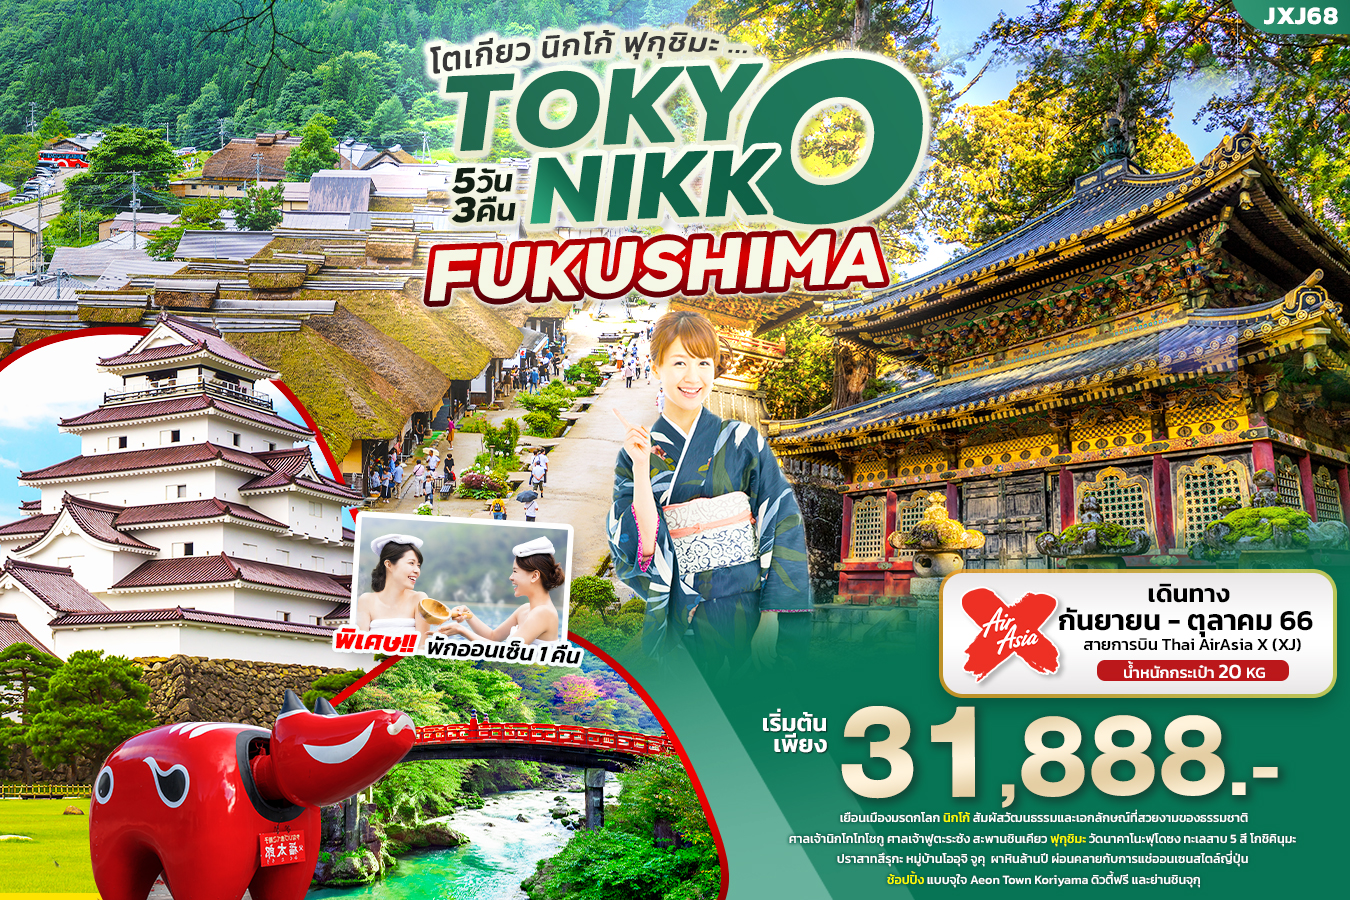 JXJ68
โตเกียว นิกโก้ ฟุกุชิมะ ...
TOKYO
5วัน
3คืน
NIKKO
FUKUSHIMA
พิเศษ!! พักออนเซ็น 1 คืน
Air
Asia
เดินทาง
กันยายน - ตุลาคม 66
สายการบิน Thai AirAsia X (XJ)
น้ำหนักกระเป๋า 20 KG
เริ่มต้น
เพียง
31,888.-
เยือนเมืองมรดกโลก นิกโก้ สัมผัสวัฒนธรรมและเอกลักษณ์ที่สวยงามของธรรมชาติ
ศาลเจ้านิกโกโทโชกู ศาลเจ้าฟูตะระซัง สะพานชินเคียว ฟุกุชิมะ วัดนาคาโนะฟุโดซง ทะเลสาบ 5 สี โกชิคินุมะ
ปราสาทสึรุกะ หมู่บ้านโออุจิ จูคุ ผาหินล้านปี ผ่อนคลายกับการแช่ออนเซนสไตล์ญี่ปุ่น
ช้อปปิ้ง แบบจุใจ Aeon Town Koriyama ดิวตี้ฟรี และย่านชินจุกุ